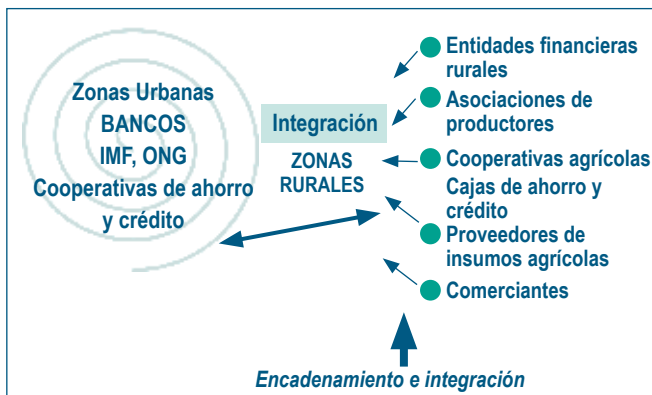 Zonas Urbanas
BANCOS
IMF, ONG
Cooperativas de ahorro
y crédito
Integración
ZONAS
RURALES
Entidades financieras
rurales
Asociaciones de
productores
Cooperativas agrícolas
Cajas de ahorro y
crédito
Proveedores de
insumos agrícolas
Comerciantes
Encadenamiento e integración